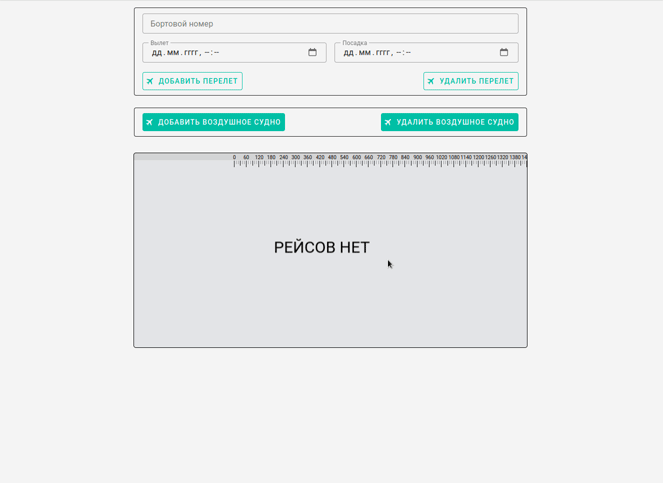 Бортовой номер
Вылет
дд.мм.гггг, --:--
Посадка
дд.мм.гггг, --:--
ДОБАВИТЬ ПЕРЕЛЕТ
УДАЛИТЬ ПЕРЕЛЕТ
ДОБАВИТЬ ВОЗДУШНОЕ СУДНО
УДАЛИТЬ ВОЗДУШНОЕ СУДНО
0 60 120 180 240 300 360 420 480 540 600 660 720 780 840 900 960 1020 1080 1140 1200 1260 1320 1380 14
РЕЙСОВ НЕТ